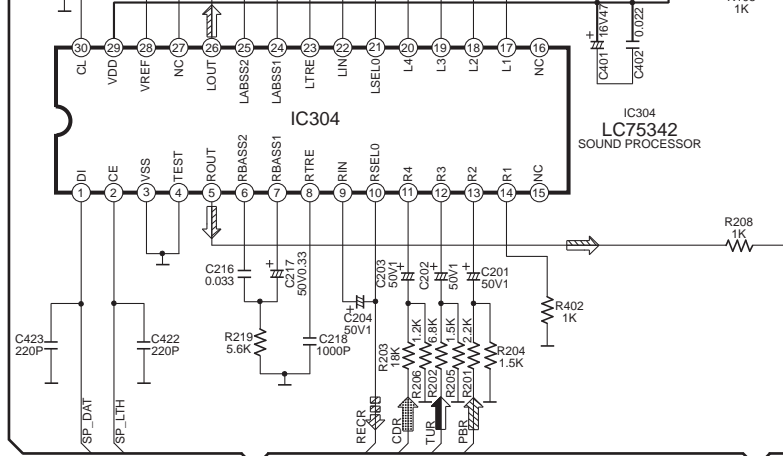 1K
16V47
0.022
C401
C402
30 29 28 27 26 25 24 23 22 21 20 19 18 17 16
CL VDD VREF NC LOUT LABSS2 LABSS1 LTRE LIN LSEL0 L4 L3 L2 L1 NC
IC304
IC304
LC75342
SOUND PROCESSOR
DI CE VSS TEST ROUT RBASS2 RBASS1 RTRE RIN RSEL0 R4 R3 R2 R1 NC
1 2 3 4 5 6 7 8 9 10 11 12 13 14 15
R208
1K
C216
0.033
+
C217
50V0.33
C203
50V1
+
C202
50V1
+
C201
50V1
+
C204
50V1
R402
1K
C423
220P
C422
220P
R219
5.6K
C218
1000P
R203
18K
1.2K
R206
6.8K
R202
1.5K
R205
2.2K
R201
R204
1.5K
SP_DAT
SP_LTH
RECR
CDR
TUR
PBR